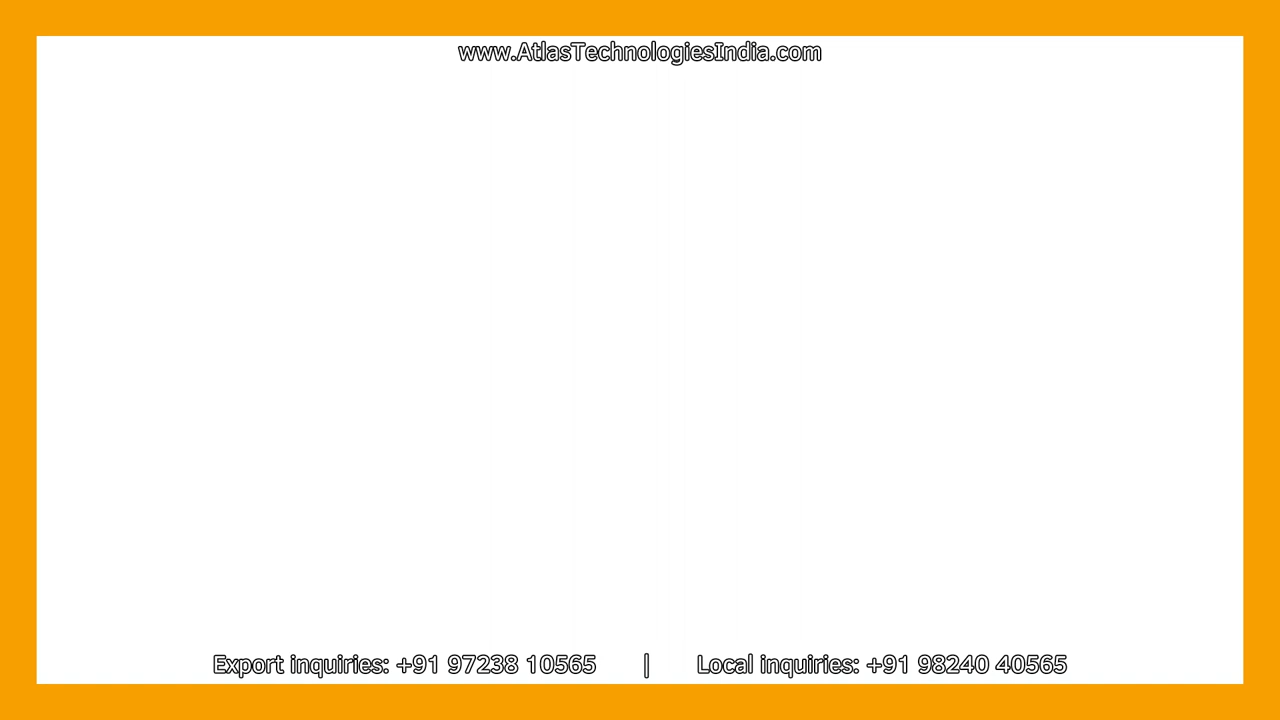 www.AtlasTechnologiesIndia.com
Export inquiries: +91 97238 10565 | Local inquiries: +91 98240 40565